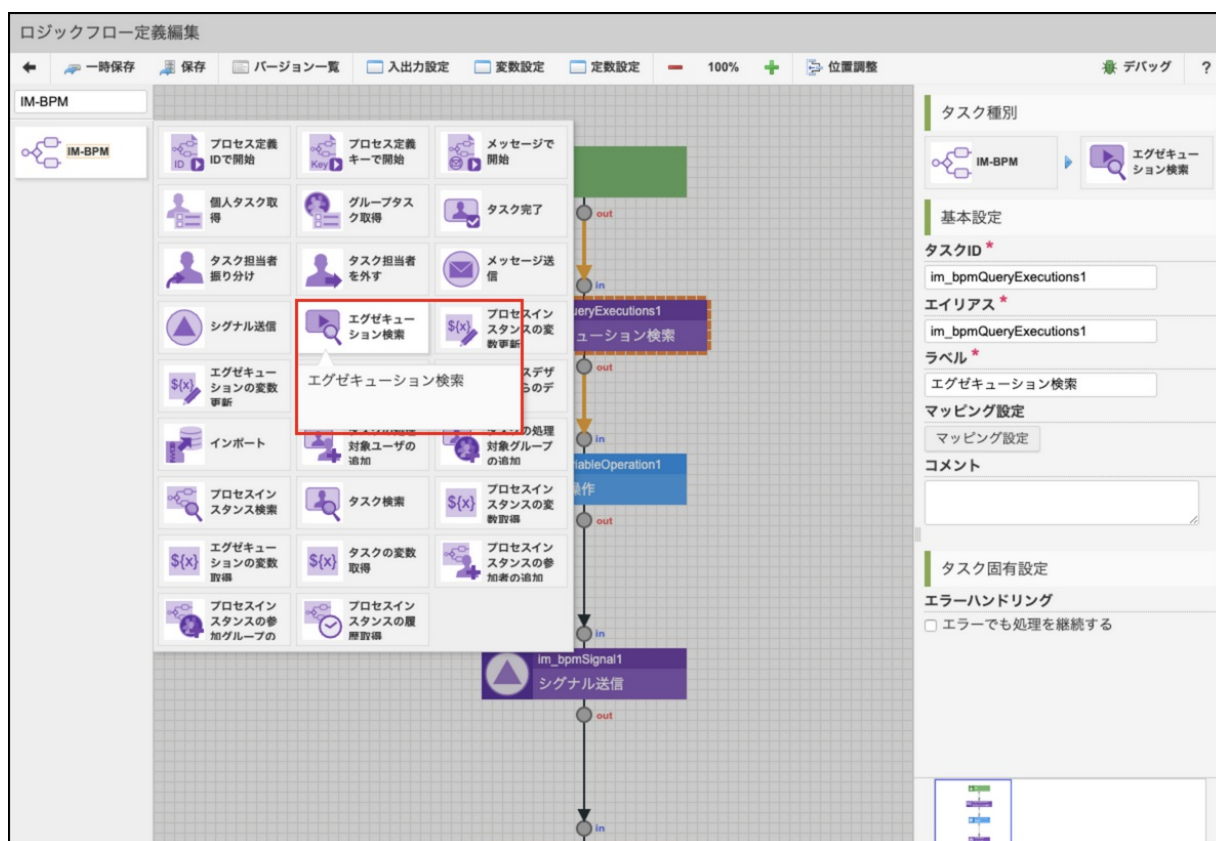 ロジックフロー定義編集
一時保存 保存 バージョン一覧 入出力設定 変数設定 定数設定 100% 位置調整 デバッグ ?
IM-BPM
IM-BPM
プロセス定義
IDで開始
プロセス定義
キーで開始
メッセージで
開始
個人タスク取
得
グループタス
ク取得
タスク完了
タスク担当者
振り分け
タスク担当者
を外す
メッセージ送
信
シグナル送信
エグゼキュー
ション検索
プロセスイン
スタンスの変
数更新
エグゼキュー
ションの変数
更新
エグゼキューション検索
インポート
対象ユーザの
追加
の処理
対象グループ
の追加
プロセスイン
スタンス検索
タスク検索
プロセスイン
スタンスの変
数取得
エグゼキュー
ションの変数
取得
タスクの変数
取得
プロセスイン
スタンスの参
加者の追加
プロセスイン
スタンスの参
加グループの
プロセスイン
スタンスの履
歴取得
out
in
ueryExecutions1
ューション検索
out
in
iableOperation1
操作
out
in
im_bpmSignal1
シグナル送信
out
in
タスク種別
IM-BPM
エグゼキュー
ション検索
基本設定
タスクID *
im_bpmQueryExecutions1
エイリアス *
im_bpmQueryExecutions1
ラベル *
エグゼキューション検索
マッピング設定
マッピング設定
コメント
タスク固有設定
エラーハンドリング
エラーでも処理を継続する